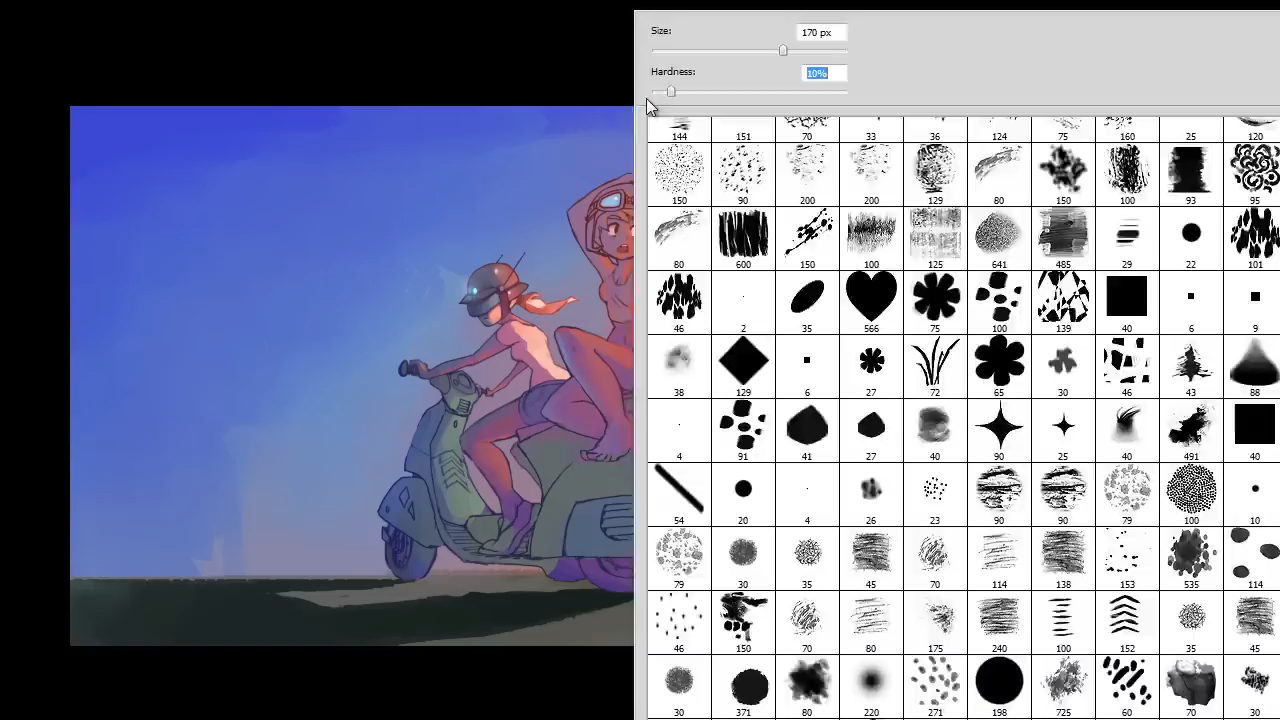 Size: 170 px
Hardness: 10%
144 151 70 33 36 124 75 160 25 120
150 90 200 200 129 80 150 100 93 95
80 600 150 100 125 641 485 29 22 101
46 2 35 566 75 100 139 40 6 9
38 129 6 27 72 65 30 46 43 88
4 91 41 27 40 90 25 40 491 40
54 20 4 26 23 90 90 79 100 10
79 30 35 45 70 114 138 153 535 140
46 150 70 80 175 240 100 152 35 45
30 371 80 220 271 198 725 60 70 30